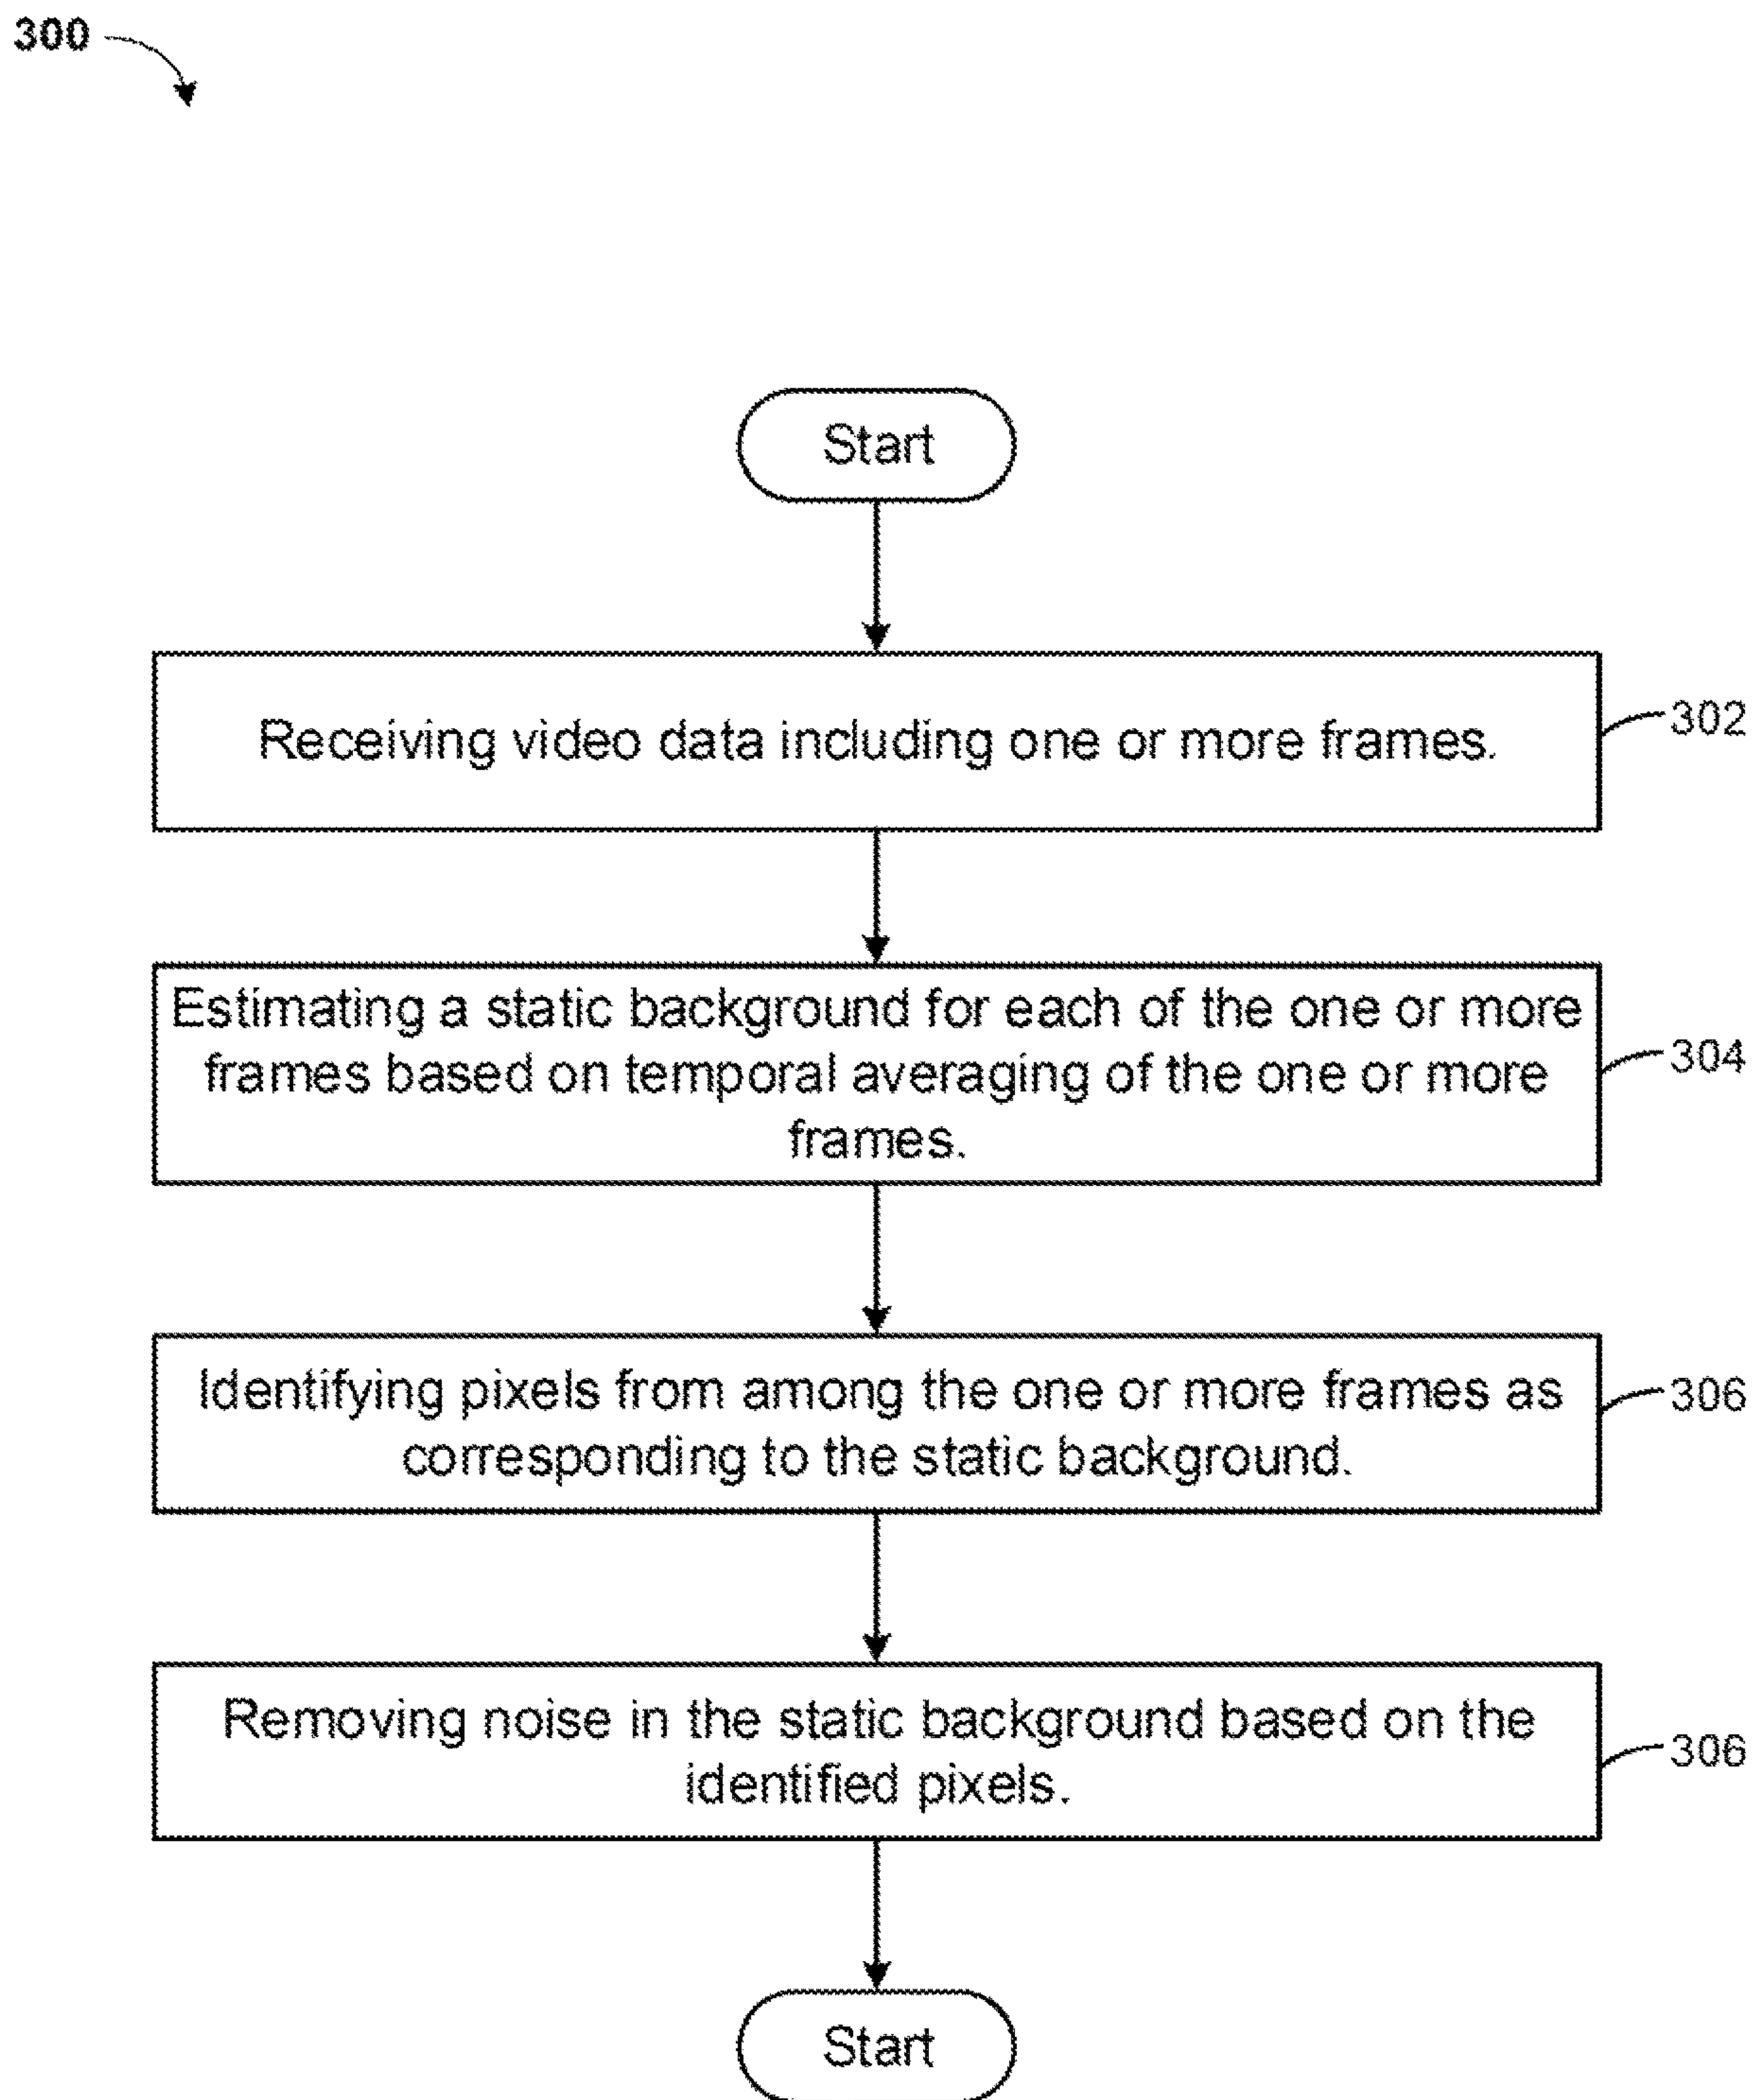 300
Start
Receiving video data including one or more frames.
302
Estimating a static background for each of the one or more
frames based on temporal averaging of the one or more
frames.
304
Identifying pixels from among the one or more frames as
corresponding to the static background.
306
Removing noise in the static background based on the
identified pixels.
306
Start